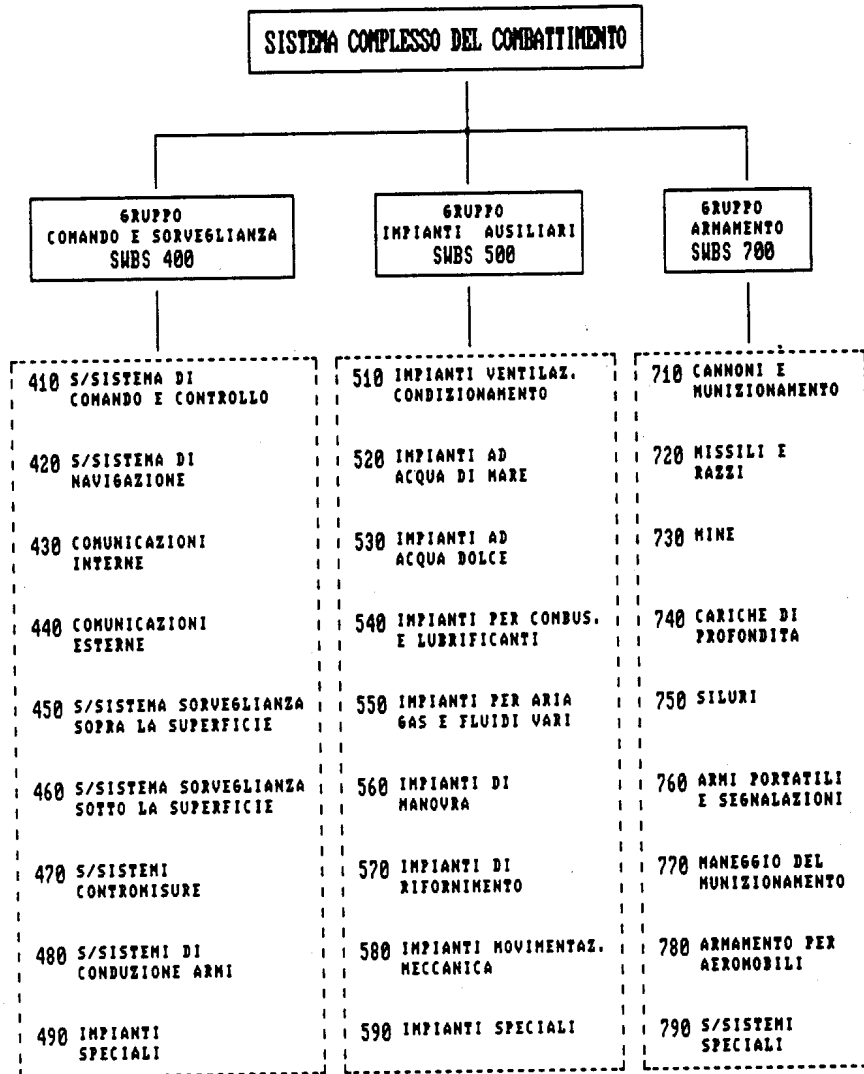 SISTEMA COMPLESSO DEL COMBATTIMENTO
GRUPPO
COMANDO E SORVEGLIANZA
SWBS 400
GRUPPO
IMPIANTI AUSILIARI
SWBS 500
GRUPPO
ARMAMENTO
SWBS 700
410 S/SISTEMA DI
COMANDO E CONTROLLO
420 S/SISTEMA DI
NAVIGAZIONE
430 COMUNICAZIONI
INTERNE
440 COMUNICAZIONI
ESTERNE
450 S/SISTEMA SORVEGLIANZA
SOPRA LA SUPERFICIE
460 S/SISTEMA SORVEGLIANZA
SOTTO LA SUPERFICIE
470 S/SISTEMI
CONTROMISURE
480 S/SISTEMI DI
CONDUZIONE ARMI
490 IMPIANTI
SPECIALI
510 IMPIANTI VENTILAZ.
CONDIZIONAMENTO
520 IMPIANTI AD
ACQUA DI MARE
530 IMPIANTI AD
ACQUA DOLCE
540 IMPIANTI PER COMBUS.
E LUBRIFICANTI
550 IMPIANTI PER ARIA
GAS E FLUIDI VARI
560 IMPIANTI DI
MANOVRA
570 IMPIANTI DI
RIFORNIMENTO
580 IMPIANTI MOVIMENTAZ.
MECCANICA
590 IMPIANTI SPECIALI
710 CANNONI E
MUNIZIONAMENTO
720 MISSILI E
RAZZI
730 MINE
740 CARICHE DI
PROFONDITA
750 SILURI
760 ARMI PORTATILI
E SEGNALAZIONI
770 MANEGGIO DEL
MUNIZIONAMENTO
780 ARMAMENTO PER
AEROMOBILI
790 S/SISTEMI
SPECIALI